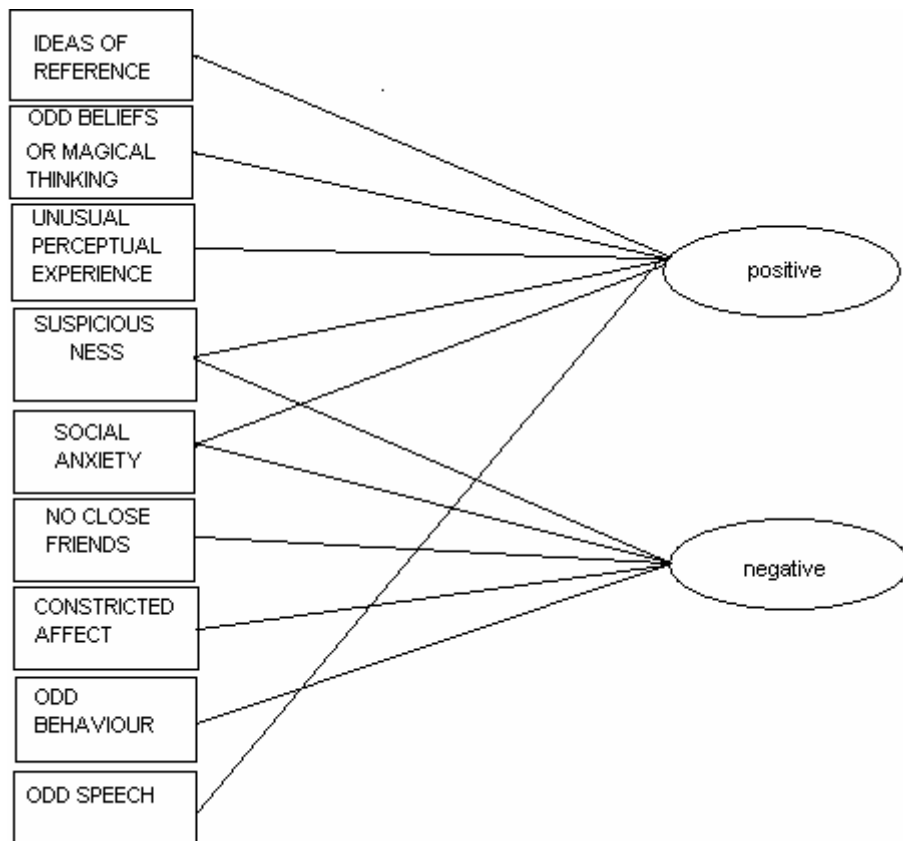 IDEAS OF
REFERENCE
ODD BELIEFS
OR MAGICAL
THINKING
UNUSUAL
PERCEPTUAL
EXPERIENCE
SUSPICIOUS
NESS
SOCIAL
ANXIETY
NO CLOSE
FRIENDS
CONSTRICTED
AFFECT
ODD
BEHAVIOUR
ODD SPEECH
positive
negative